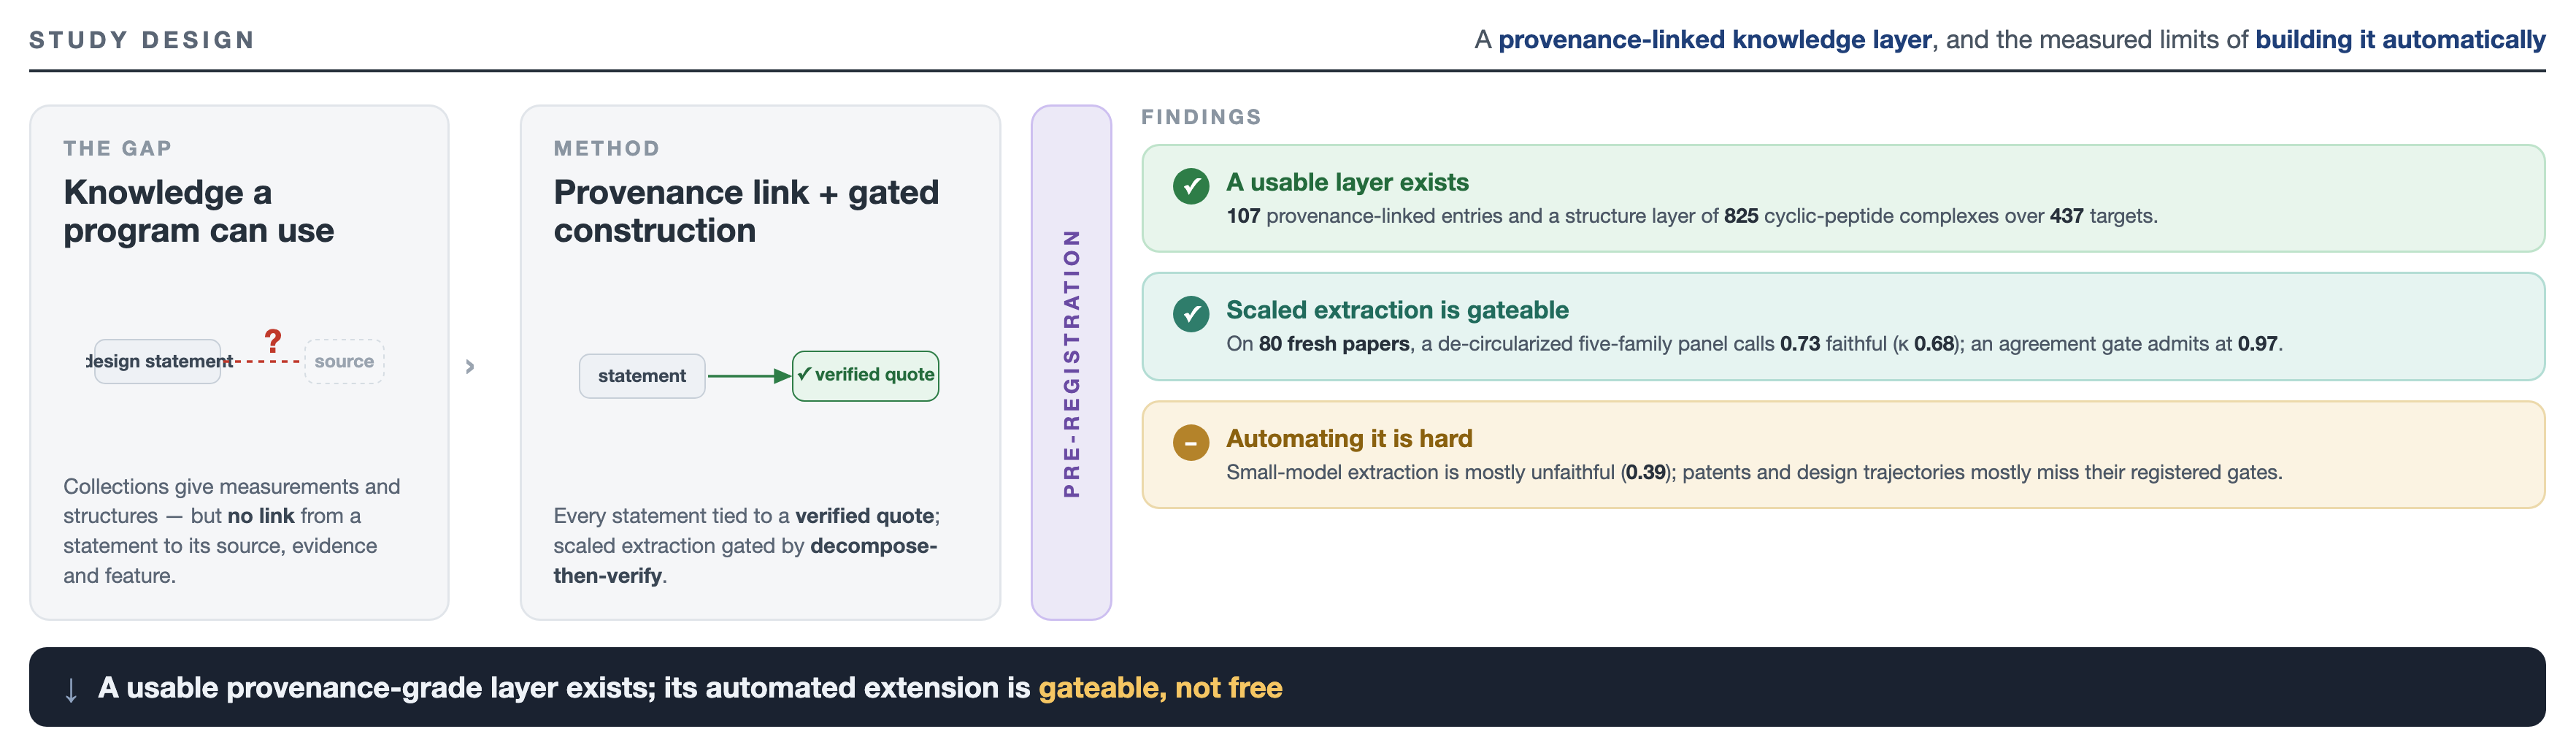 STUDY DESIGN
A provenance-linked knowledge layer, and the measured limits of building it automatically
THE GAP
Knowledge a
program can use
design statement
?
source
Collections give measurements and
structures — but no link from a
statement to its source, evidence
and feature.
›
METHOD
Provenance link + gated
construction
statement
✓ verified quote
Every statement tied to a verified quote;
scaled extraction gated by decompose-
then-verify.
PRE-REGISTRATION
FINDINGS
✓ A usable layer exists
107 provenance-linked entries and a structure layer of 825 cyclic-peptide complexes over 437 targets.
✓ Scaled extraction is gateable
On 80 fresh papers, a de-circularized five-family panel calls 0.73 faithful (κ 0.68); an agreement gate admits at 0.97.
– Automating it is hard
Small-model extraction is mostly unfaithful (0.39); patents and design trajectories mostly miss their registered gates.
↓ A usable provenance-grade layer exists; its automated extension is gateable, not free